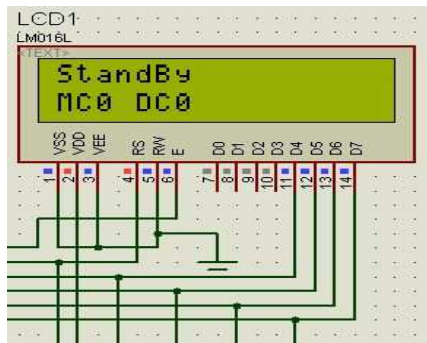 LCD1
LM016L
<TEXT>
StandBy
MC0 DC0
VSS VDD VEE RS RW E D0 D1 D2 D3 D4 D5 D6 D7
1 2 3 4 5 6 7 8 9 10 11 12 13 14